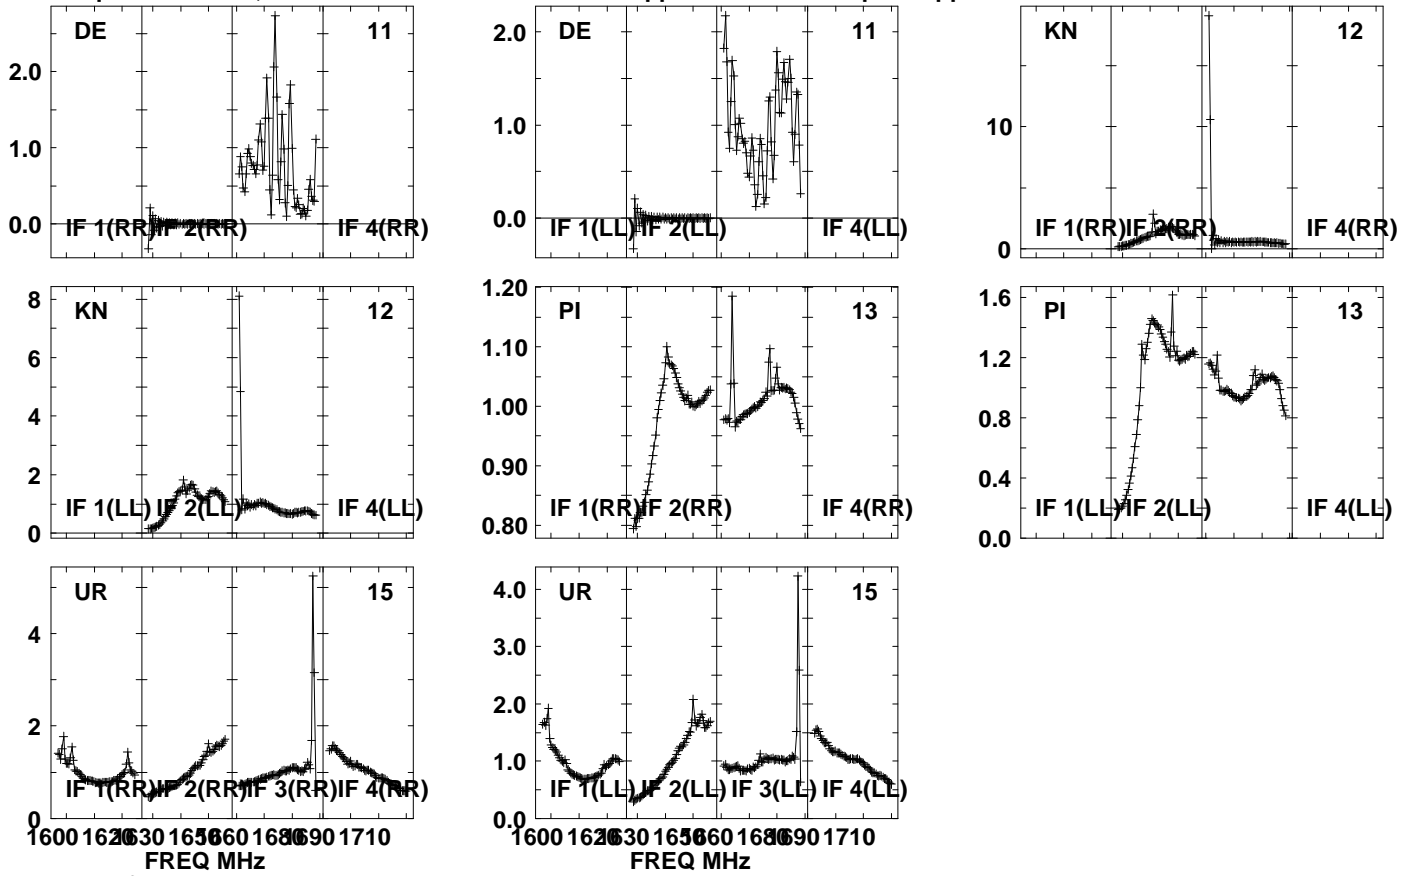 DE 11
2.0
1.0
0.0
IF 1(RR) IF 2(RR) IF 4(RR)
DE 11
2.0
1.0
0.0
IF 1(LL) IF 2(LL) IF 4(LL)
KN 12
10
0
IF 1(RR) IF 2(RR) IF 4(RR)
KN 12
8
6
4
2
0
IF 1(LL) IF 2(LL) IF 4(LL)
PI 13
1.20
1.10
1.00
0.90
0.80
IF 1(RR) IF 2(RR) IF 4(RR)
PI 13
1.6
1.2
0.8
0.4
0.0
IF 1(LL) IF 2(LL) IF 4(LL)
UR 15
4
2
0
IF 1(RR) IF 2(RR) IF 3(RR) IF 4(RR)
1600 1620 1630 1650 1660 1680 1690 1710
FREQ MHz
UR 15
4.0
3.0
2.0
1.0
0.0
IF 1(LL) IF 2(LL) IF 3(LL) IF 4(LL)
1600 1620 1630 1650 1660 1680 1690 1710
FREQ MHz